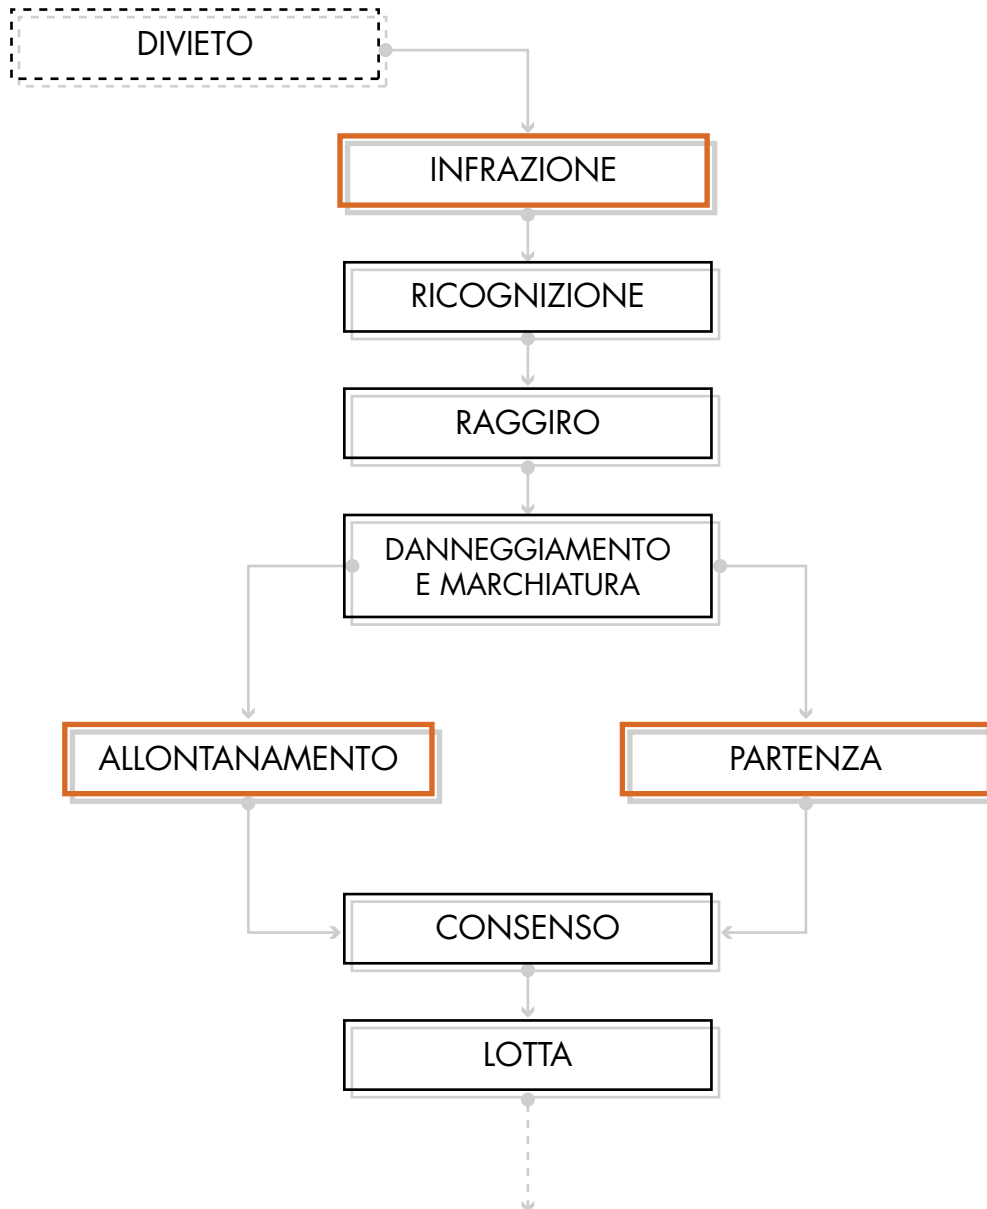 DIVIETO
INFRAZIONE
RICOGNIZIONE
RAGGIRO
DANNEGGIAMENTO
E MARCHIATURA
ALLONTANAMENTO
PARTENZA
CONSENSO
LOTTA